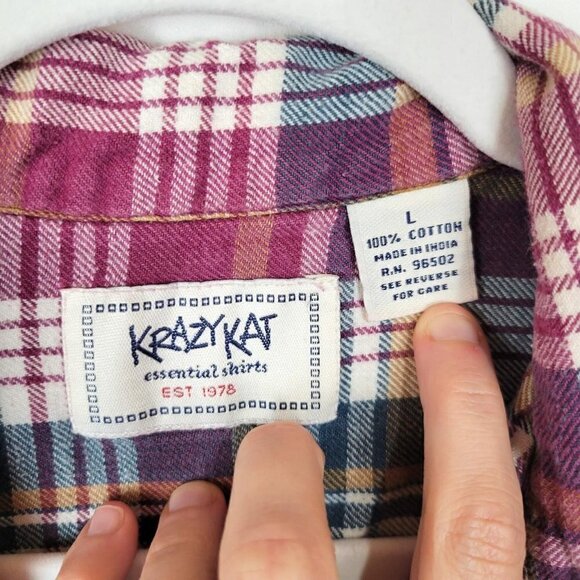 L
100% COTTON
MADE IN INDIA
R.N. 96502
SEE REVERSE
FOR CARE
KRAZY KAT
essential shirts
EST 1978